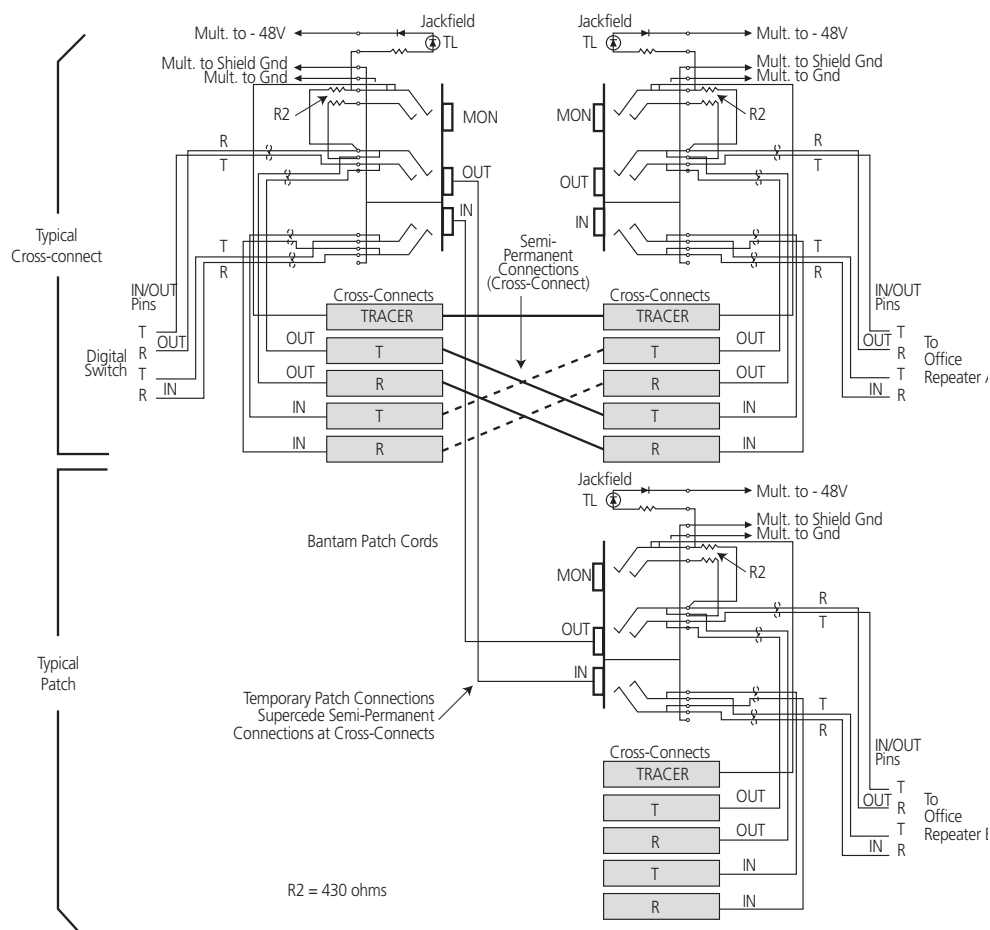 Jackfield
TL
Mult. to - 48V
Mult. to Shield Gnd
Mult. to Gnd
R2
MON
OUT
IN
R
T
T
R
Jackfield
TL
Mult. to - 48V
Mult. to Shield Gnd
Mult. to Gnd
R2
MON
OUT
IN
R
T
T
R
Typical
Cross-connect
Semi-
Permanent
Connections
(Cross-Connect)
IN/OUT
Pins
T
OUT
R
T
IN
R
Digital
Switch
Cross-Connects
TRACER
OUT
T
OUT
R
IN
T
IN
R
Cross-Connects
TRACER
T
OUT
R
OUT
T
IN
R
IN
IN/OUT
Pins
T
OUT
R
T
IN
R
To
Office
Repeater A
Typical
Patch
Bantam Patch Cords
Jackfield
TL
Mult. to - 48V
Mult. to Shield Gnd
Mult. to Gnd
R2
MON
OUT
IN
R
T
T
R
Temporary Patch Connections
Supercede Semi-Permanent
Connections at Cross-Connects
Cross-Connects
TRACER
T
OUT
R
OUT
T
IN
R
IN
IN/OUT
Pins
T
OUT
R
T
IN
R
To
Office
Repeater B
R2 = 430 ohms